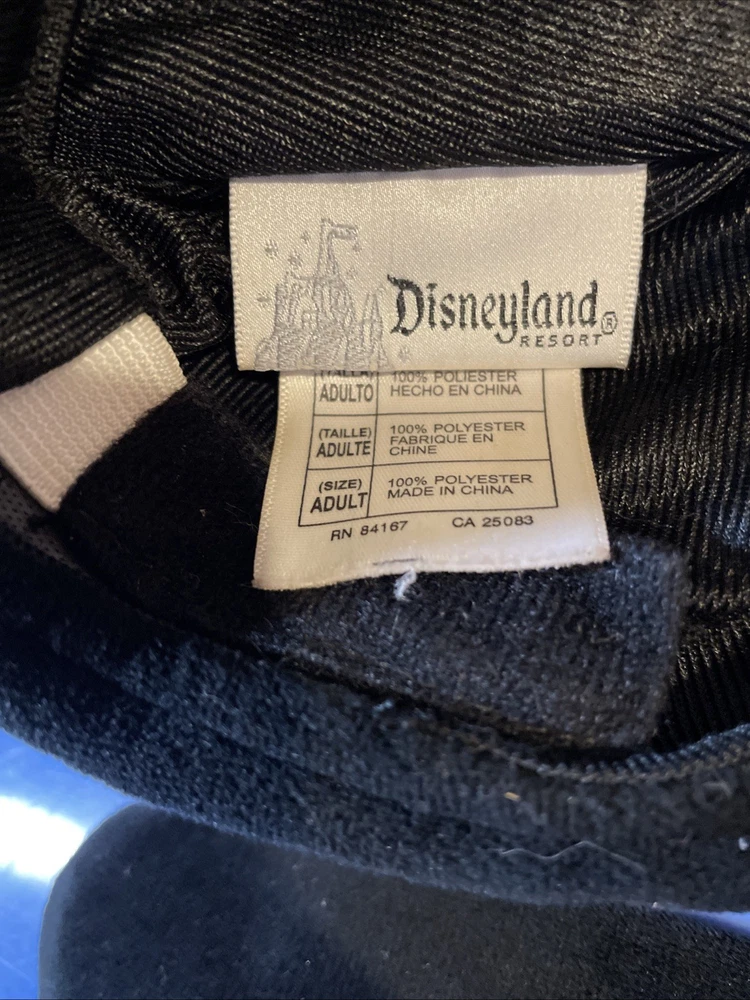 Disneyland®
RESORT
(TALLA) 100% POLIESTER
ADULTO HECHO EN CHINA
(TAILLE) 100% POLYESTER
ADULTE FABRIQUE EN
CHINE
(SIZE) 100% POLYESTER
ADULT MADE IN CHINA
RN 84167 CA 25083